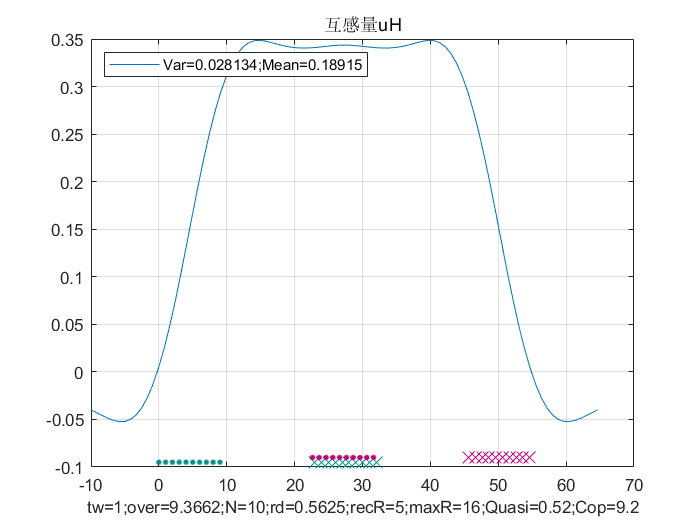 互感量uH
0.35
Var=0.028134;Mean=0.18915
0.3
0.25
0.2
0.15
0.1
0.05
0
-0.05
-0.1
-10 0 10 20 30 40 50 60 70
tw=1;over=9.3662;N=10;rd=0.5625;recR=5;maxR=16;Quasi=0.52;Cop=9.2